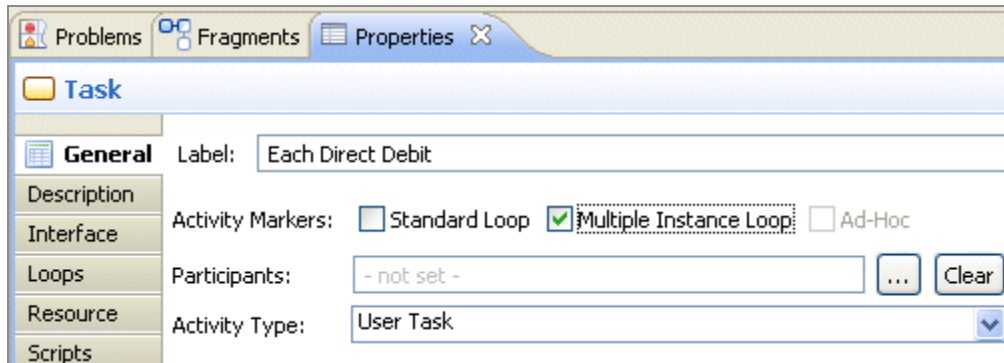 Problems Fragments Properties
Task
General Label: Each Direct Debit
Description
Activity Markers: Standard Loop Multiple Instance Loop Ad-Hoc
Interface
Loops Participants: - not set - ... Clear
Resource Activity Type: User Task
Scripts